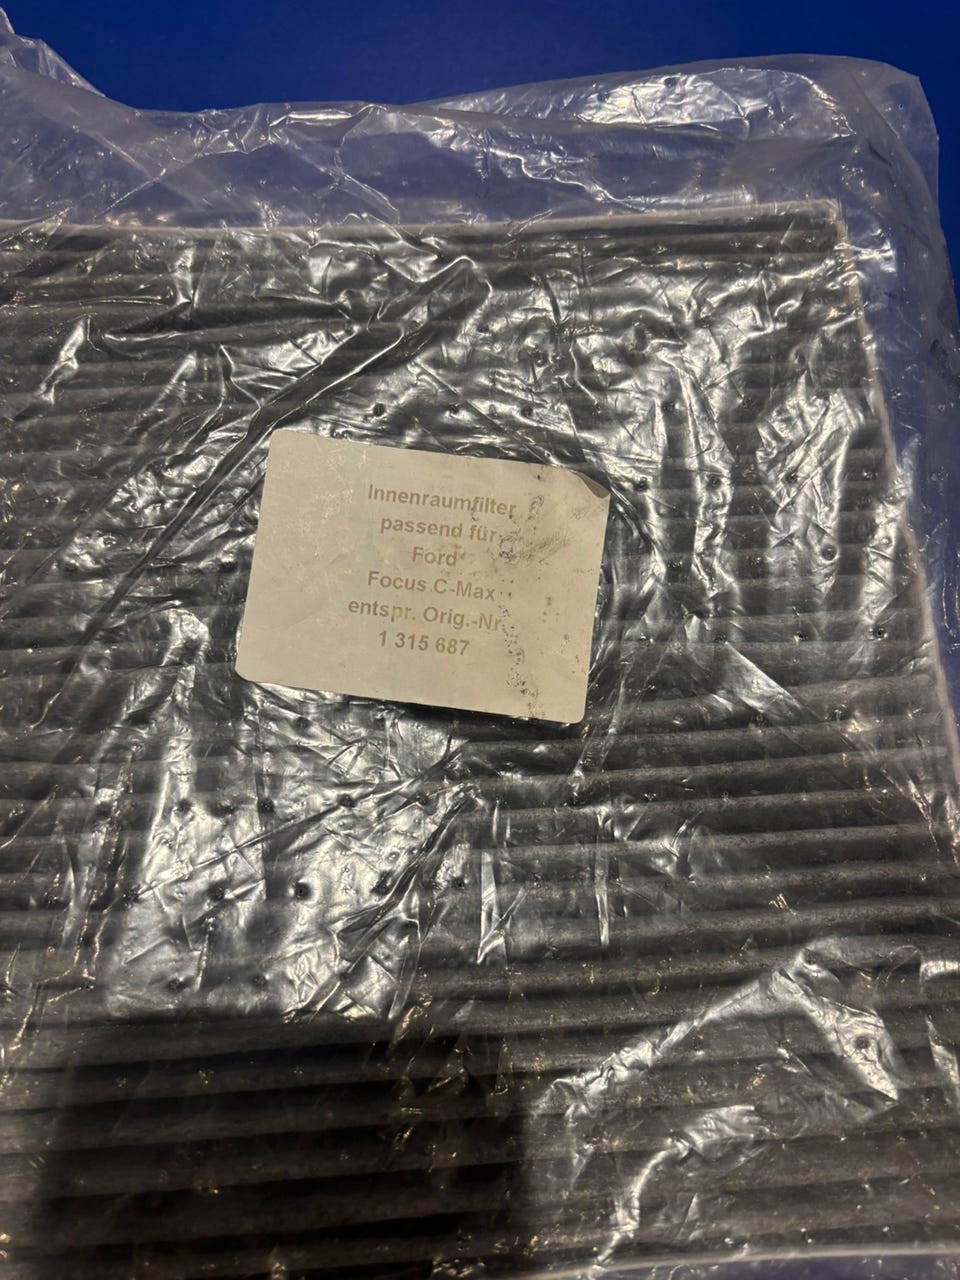 Innenraumfilter
passend für
Ford
Focus C-Max
entspr. Orig.-Nr.
1 315 687